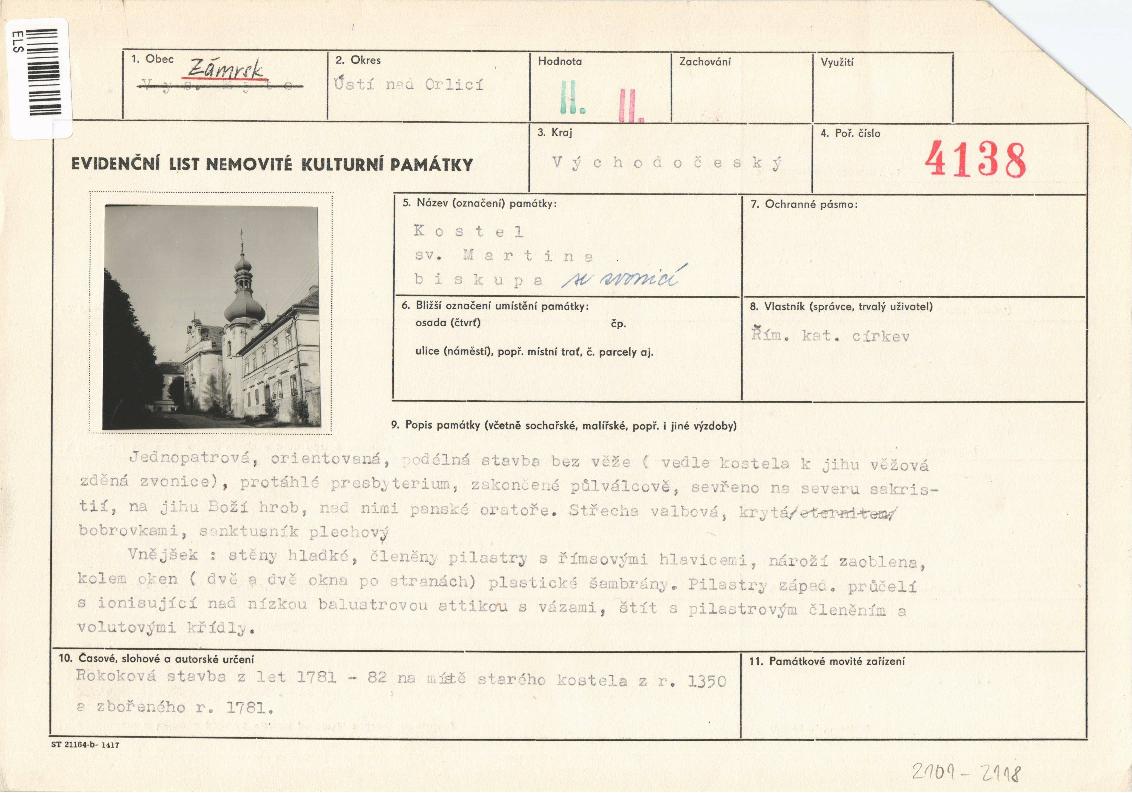 ELS
1. Obec Zámrsk
Vys. Mýto
2. Okres
Ústí nad Orlicí
Hodnota
II. II.
Zachování
Využití
EVIDENČNÍ LIST NEMOVITÉ KULTURNÍ PAMÁTKY
3. Kraj
Východočeský
4. Poř. číslo
4138
5. Název (označení) památky:
Kostel
sv. Martina
biskupa se zvonicí
7. Ochranné pásmo:
6. Bližší označení umístění památky:
osada (čtvrť) čp.
ulice (náměstí), popř. místní trať, č. parcely aj.
8. Vlastník (správce, trvalý uživatel)
Řím. kat. církev
9. Popis památky (včetně sochařské, malířské, popř. i jiné výzdoby)
Jednopatrová, orientovaná, podélná stavba bez věže ( vedle kostela k jihu věžová
zděná zvonice), protáhlé presbyterium, zakončené půlválcově, sevřeno na severu sakris-
tií, na jihu Boží hrob, nad nimi panské oratoře. Střecha valbová, krytá/eternitem/
bobrovkami, sanktusník plechový
Vnějšek : stěny hladké, členěny pilastry s římsovými hlavicemi, nároží zaoblena,
kolem oken ( dvě a dvě okna po stranách) plastické šambrány. Pilastry západ. průčelí
s ionisující nad nízkou balustrovou attikou s vázami, štít s pilastrovým členěním a
volutovými křídly.
10. Časové, slohové a autorské určení
Rokoková stavba z let 1781 - 82 na místě starého kostela z r. 1350
a zbořeného r. 1781.
11. Památkové movité zařízení
ST 21164-b- 1417
2101 - 2118